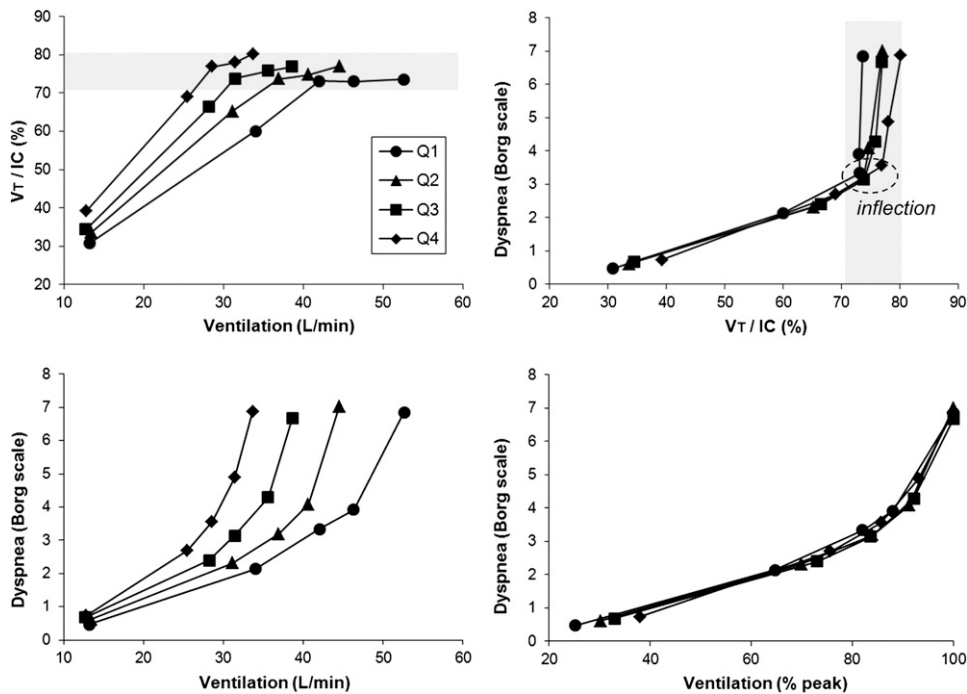 90
80
70
60
50
40
30
20
10 20 30 40 50 60
VT / IC (%)
Ventilation (L/min)
Q1
Q2
Q3
Q4
8
7
6
5
4
3
2
1
0
20 30 40 50 60 70 80 90
Dyspnea (Borg scale)
VT / IC (%)
inflection
8
7
6
5
4
3
2
1
0
10 20 30 40 50 60
Dyspnea (Borg scale)
Ventilation (L/min)
8
7
6
5
4
3
2
1
0
20 40 60 80 100
Dyspnea (Borg scale)
Ventilation (% peak)